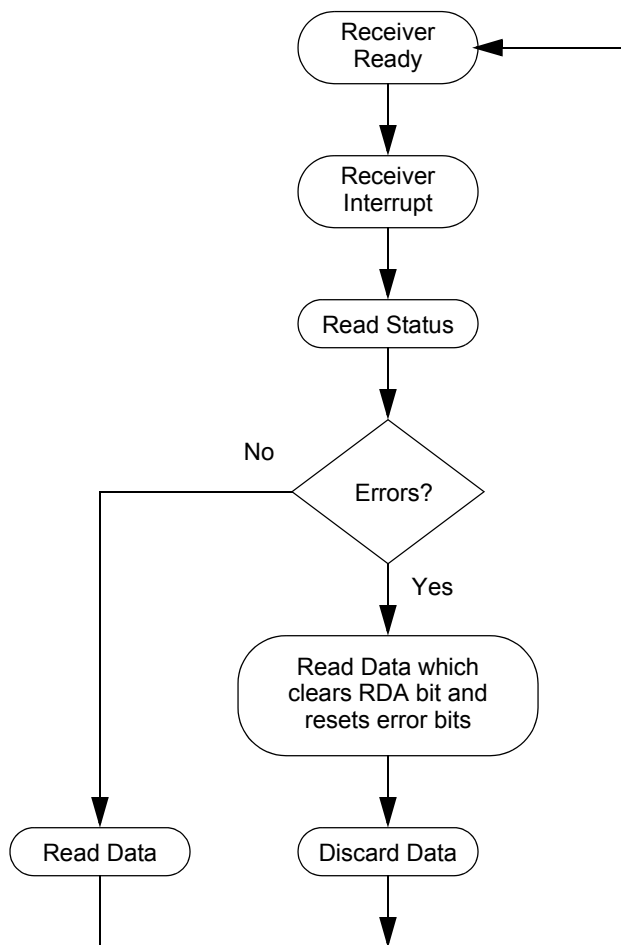 Receiver
Ready
Receiver
Interrupt
Read Status
No
Errors?
Yes
Read Data which
clears RDA bit and
resets error bits
Read Data
Discard Data